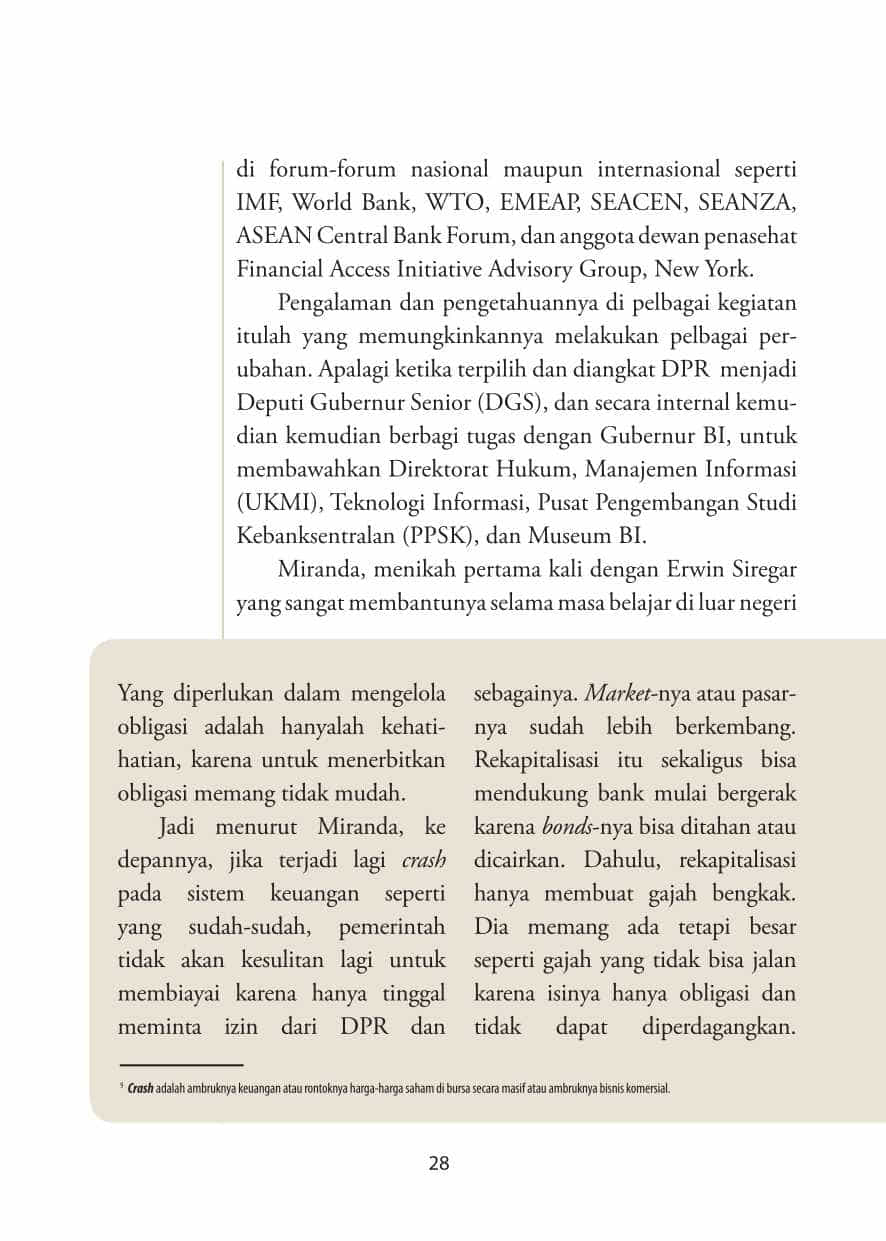 di forum-forum nasional maupun internasional seperti
IMF, World Bank, WTO, EMEAP, SEACEN, SEANZA,
ASEAN Central Bank Forum, dan anggota dewan penasehat
Financial Access Initiative Advisory Group, New York.
Pengalaman dan pengetahuannya di pelbagai kegiatan
itulah yang memungkinkannya melakukan pelbagai per-
ubahan. Apalagi ketika terpilih dan diangkat DPR menjadi
Deputi Gubernur Senior (DGS), dan secara internal kemu-
dian kemudian berbagi tugas dengan Gubernur BI, untuk
membawahkan Direktorat Hukum, Manajemen Informasi
(UKMI), Teknologi Informasi, Pusat Pengembangan Studi
Kebanksentralan (PPSK), dan Museum BI.
Miranda, menikah pertama kali dengan Erwin Siregar
yang sangat membantunya selama masa belajar di luar negeri
Yang diperlukan dalam mengelola
obligasi adalah hanyalah kehati-
hatian, karena untuk menerbitkan
obligasi memang tidak mudah.
Jadi menurut Miranda, ke
depannya, jika terjadi lagi crash
pada sistem keuangan seperti
yang sudah-sudah, pemerintah
tidak akan kesulitan lagi untuk
membiayai karena hanya tinggal
meminta izin dari DPR dan
sebagainya. Market-nya atau pasar-
nya sudah lebih berkembang.
Rekapitalisasi itu sekaligus bisa
mendukung bank mulai bergerak
karena bonds-nya bisa ditahan atau
dicairkan. Dahulu, rekapitalisasi
hanya membuat gajah bengkak.
Dia memang ada tetapi besar
seperti gajah yang tidak bisa jalan
karena isinya hanya obligasi dan
tidak dapat diperdagangkan.
9 Crash adalah ambruknya keuangan atau rontoknya harga-harga saham di bursa secara masif atau ambruknya bisnis komersial.
28